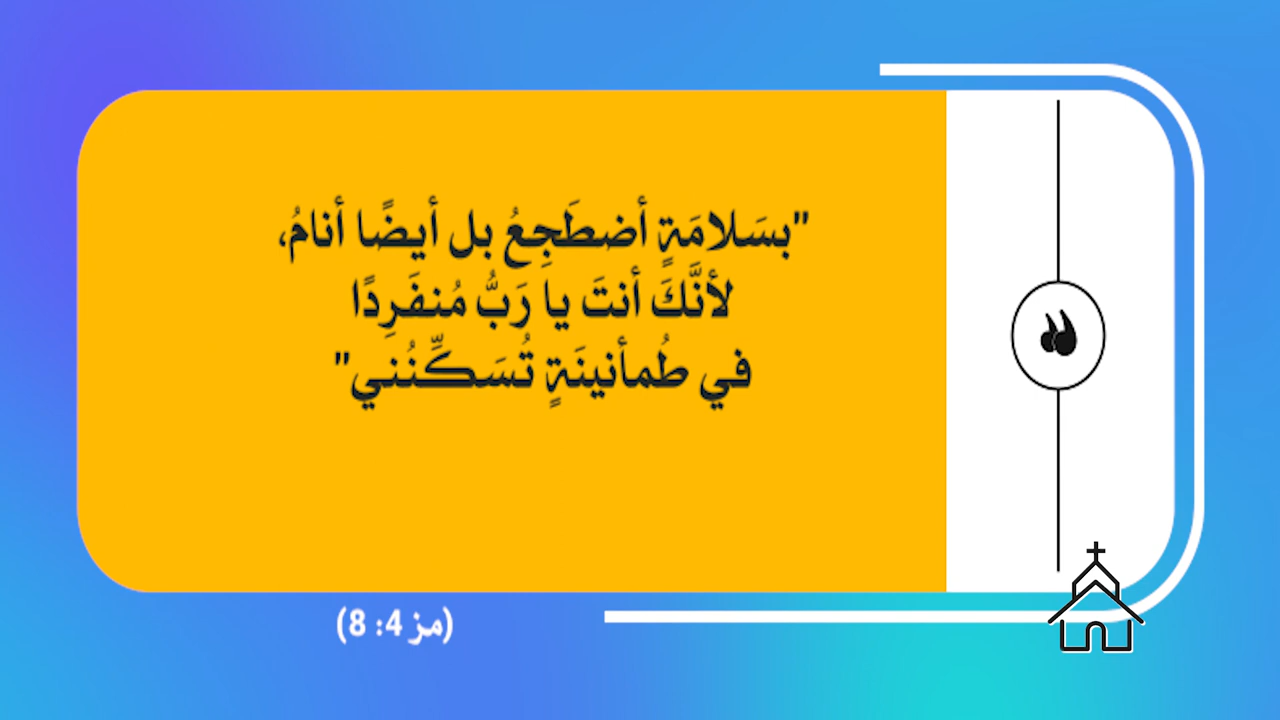 "بسَلامَةٍ أضطَجِعُ بل أيضًا أنامُ،
لأنَّكَ أنتَ يا رَبُّ مُنفَرِدًا
في طُمأنينَةٍ تُسَكِّنُني"
(مز 4: 8)